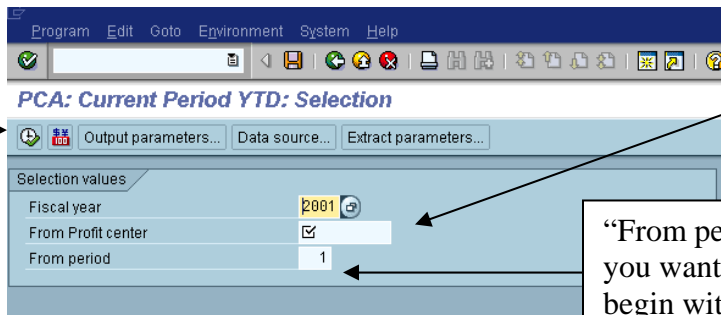 Program Edit Goto Environment System Help
PCA: Current Period YTD: Selection
Output parameters... Data source... Extract parameters...
Selection values
Fiscal year 2001
From Profit center
From period 1
“From pe
you want
begin wit